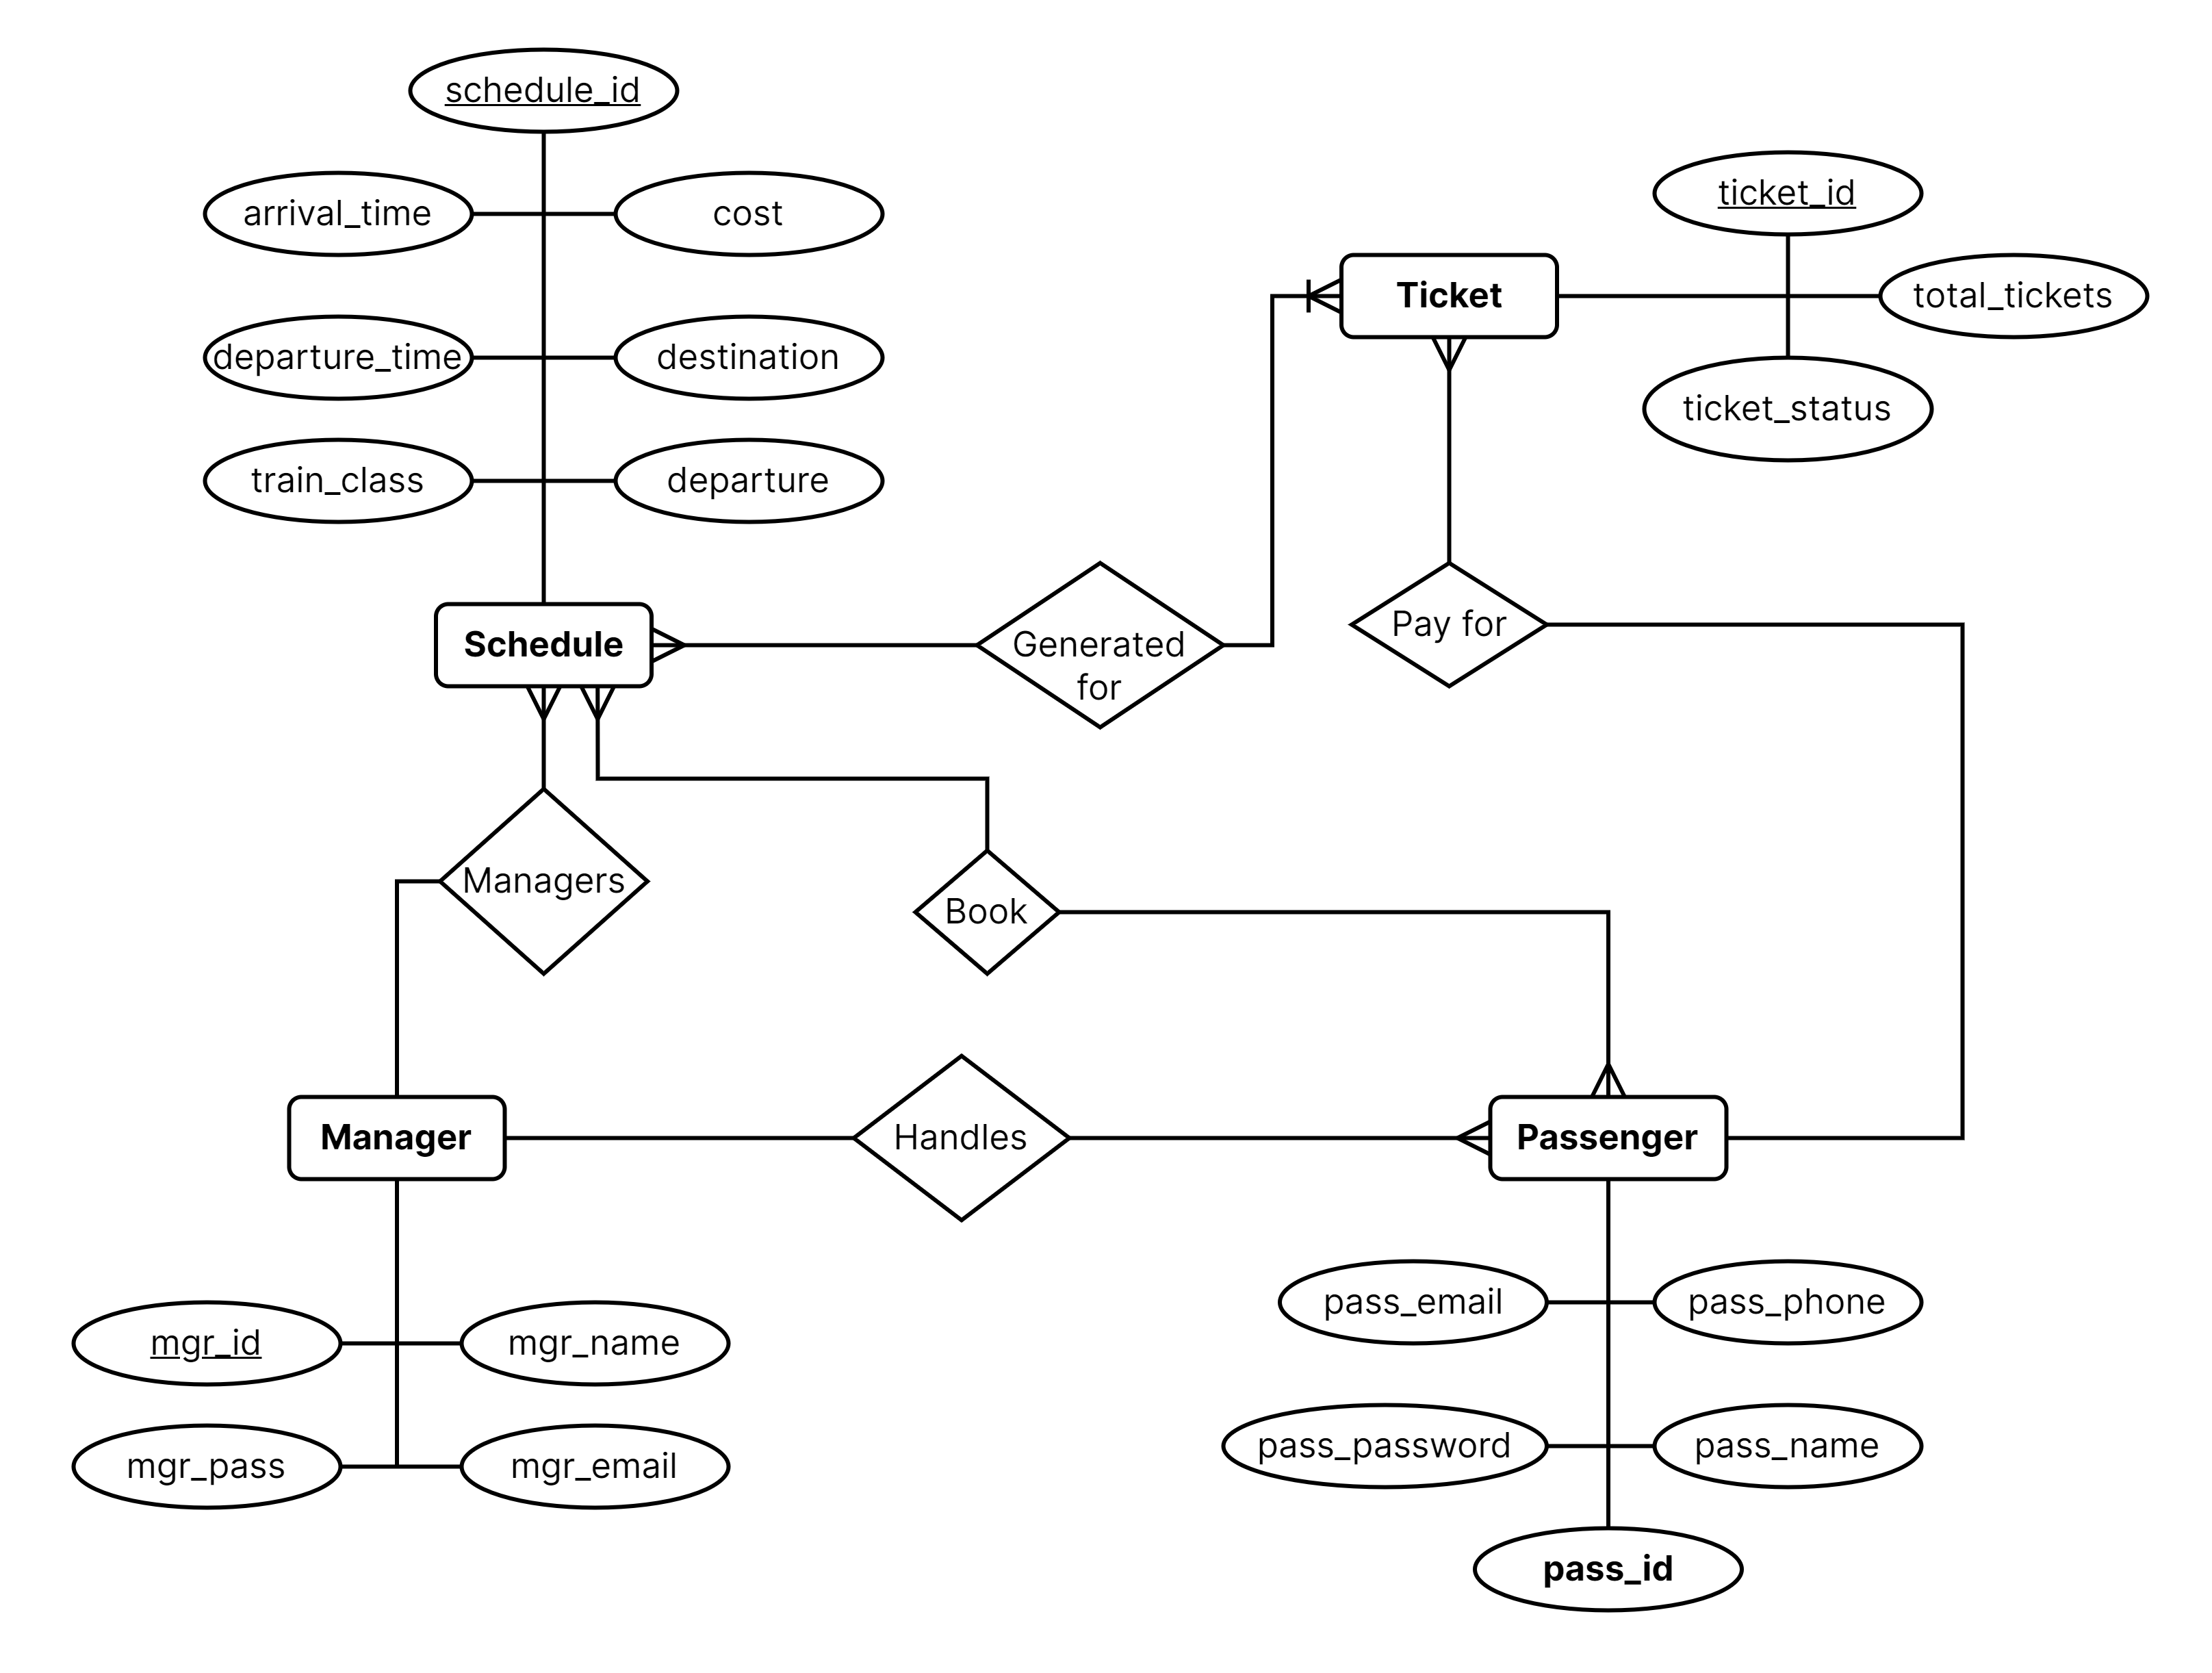 schedule_id
arrival_time
cost
departure_time
destination
train_class
departure
ticket_id
Ticket
total_tickets
ticket_status
Schedule
Generated
for
Pay for
Managers
Book
Manager
Handles
Passenger
mgr_id
mgr_name
mgr_pass
mgr_email
pass_email
pass_phone
pass_password
pass_name
pass_id